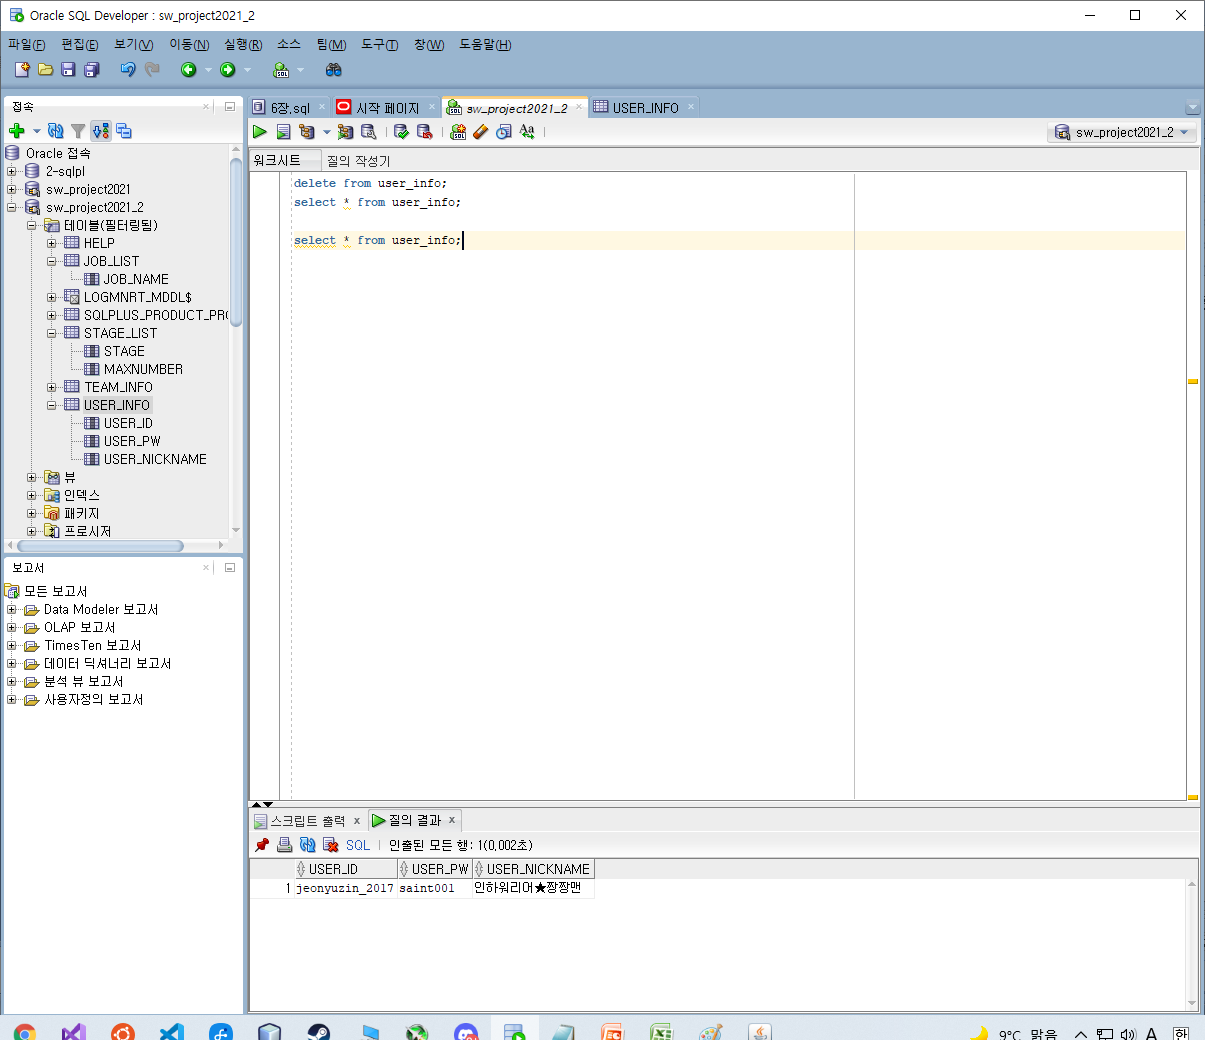 Oracle SQL Developer : sw_project2021_2
파일(F) 편집(E) 보기(V) 이동(N) 실행(R) 소스 팀(M) 도구(T) 창(W) 도움말(H)
접속
Oracle 접속
2-sqlpl
sw_project2021
sw_project2021_2
테이블(필터링됨)
HELP
JOB_LIST
JOB_NAME
LOGMNRT_MDDL$
SQLPLUS_PRODUCT_PR
STAGE_LIST
STAGE
MAXNUMBER
TEAM_INFO
USER_INFO
USER_ID
USER_PW
USER_NICKNAME
뷰
인덱스
패키지
프로시저
보고서
모든 보고서
Data Modeler 보고서
OLAP 보고서
TimesTen 보고서
데이터 딕셔너리 보고서
분석 뷰 보고서
사용자정의 보고서
6장.sql 시작 페이지 sw_project2021_2 USER_INFO
sw_project2021_2
워크시트 질의 작성기
delete from user_info;
select * from user_info;
select * from user_info;
스크립트 출력 질의 결과
SQL 인출된 모든 행: 1(0,002초)
USER_ID USER_PW USER_NICKNAME
1 jeonyuzin_2017 saint001 인하워리어★짱짱맨
9°C 맑음 A 한